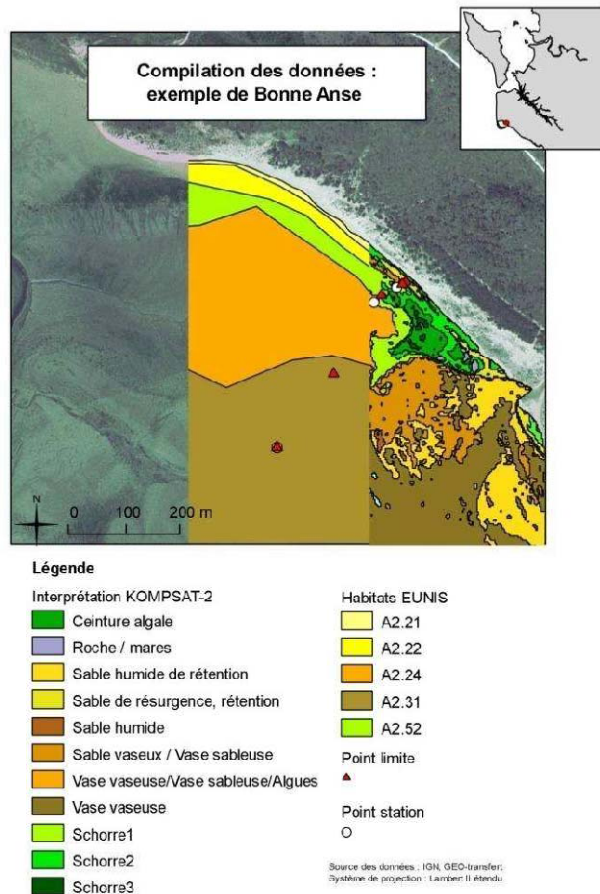 Compilation des données :
exemple de Bonne Anse
N
0 100 200 m
Légende
Interprétation KOMPSAT-2
Ceinture algale
Roche / mares
Sable humide de rétention
Sable de résurgence, rétention
Sable humide
Sable vaseux / Vase sableuse
Vase vaseuse/Vase sableuse/Algues
Vase vaseuse
Schorre1
Schorre2
Schorre3
Habitats EUNIS
A2.21
A2.22
A2.24
A2.31
A2.52
Point limite
Point station
Source des données : IGN, GEO-transfert
Système de projection : Lambert II étendu